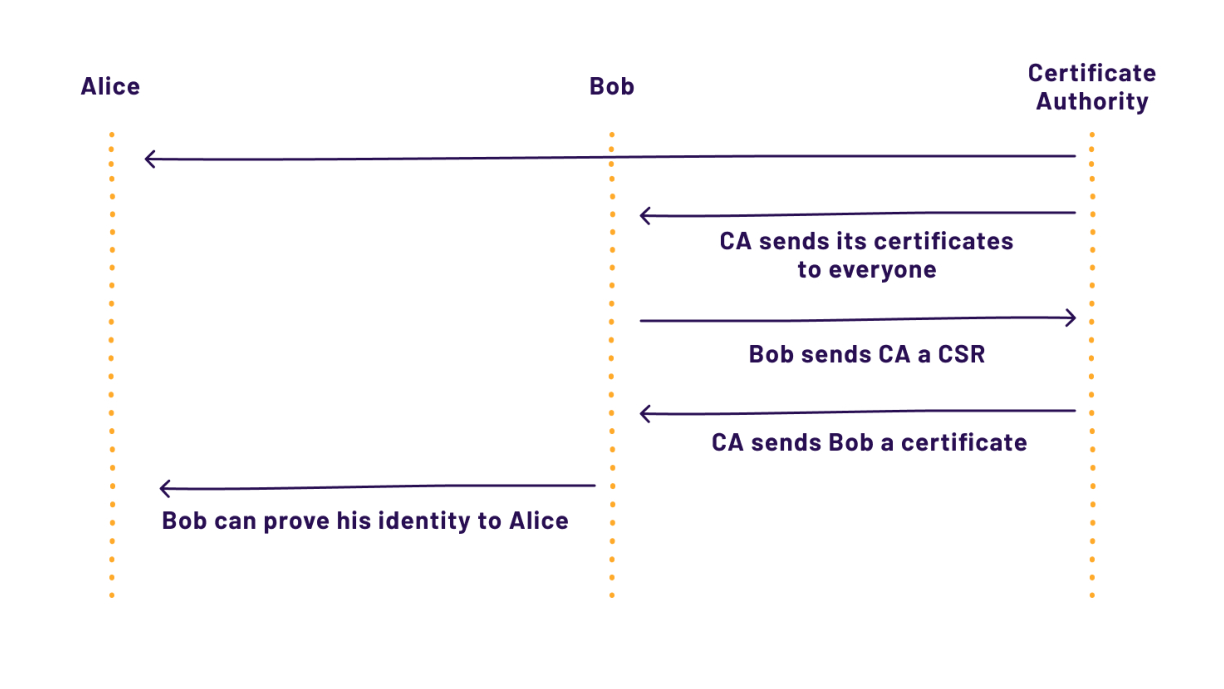 Alice
Bob
Certificate
Authority
CA sends its certificates
to everyone
Bob sends CA a CSR
CA sends Bob a certificate
Bob can prove his identity to Alice